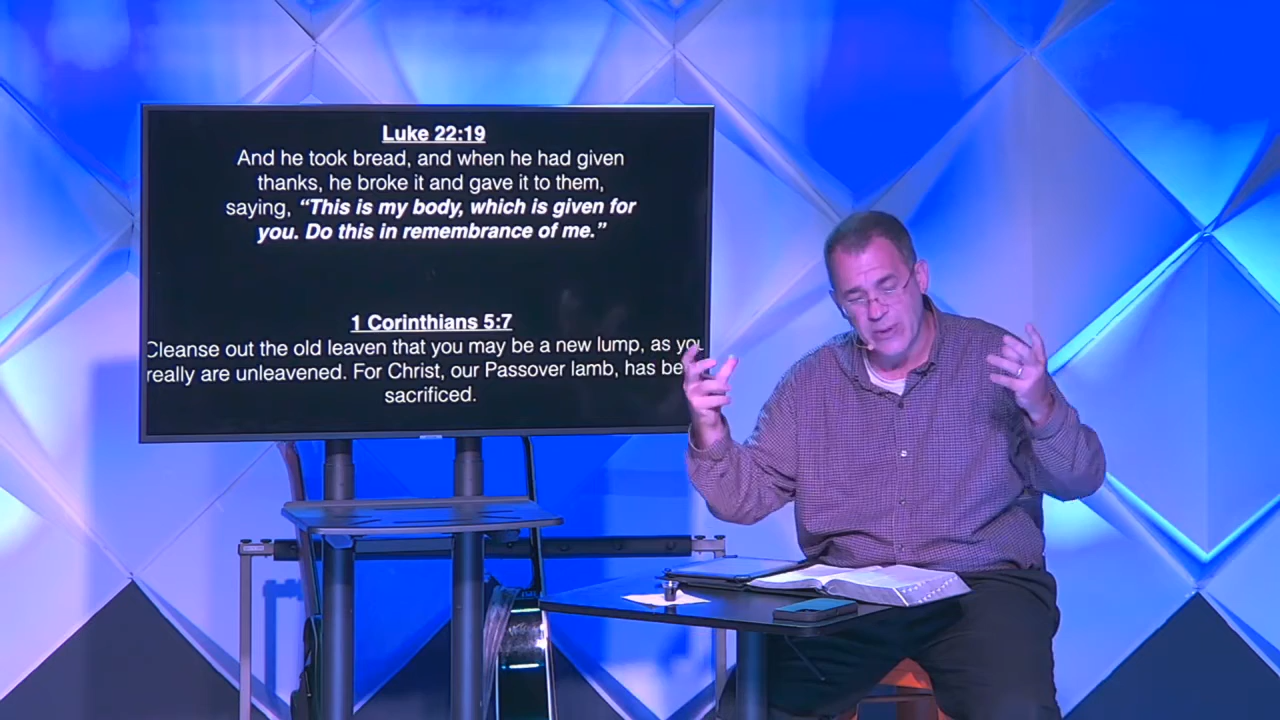 Luke 22:19
And he took bread, and when he had given
thanks, he broke it and gave it to them,
saying, “This is my body, which is given for
you. Do this in remembrance of me.”
1 Corinthians 5:7
Cleanse out the old leaven that you may be a new lump, as you
really are unleavened. For Christ, our Passover lamb, has be
sacrificed.